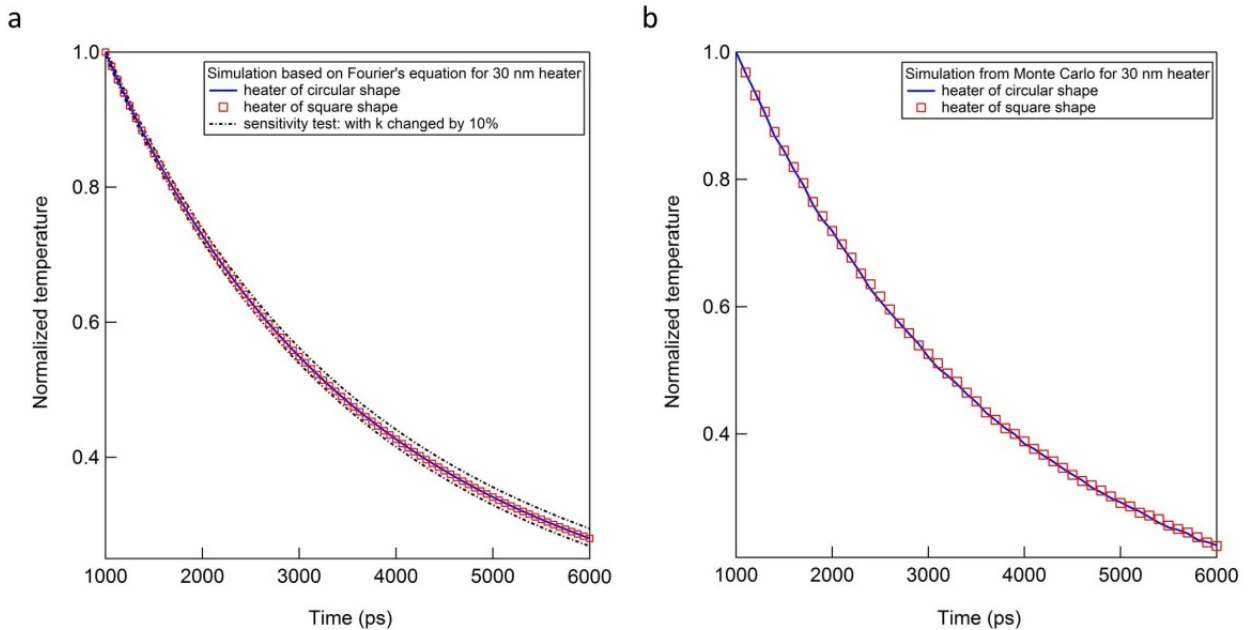 a
1.0
0.8
0.6
0.4
Normalized temperature
Simulation based on Fourier's equation for 30 nm heater
heater of circular shape
heater of square shape
sensitivity test: with k changed by 10%
1000 2000 3000 4000 5000 6000
Time (ps)
b
1.0
0.8
0.6
0.4
Normalized temperature
Simulation from Monte Carlo for 30 nm heater
heater of circular shape
heater of square shape
1000 2000 3000 4000 5000 6000
Time (ps)